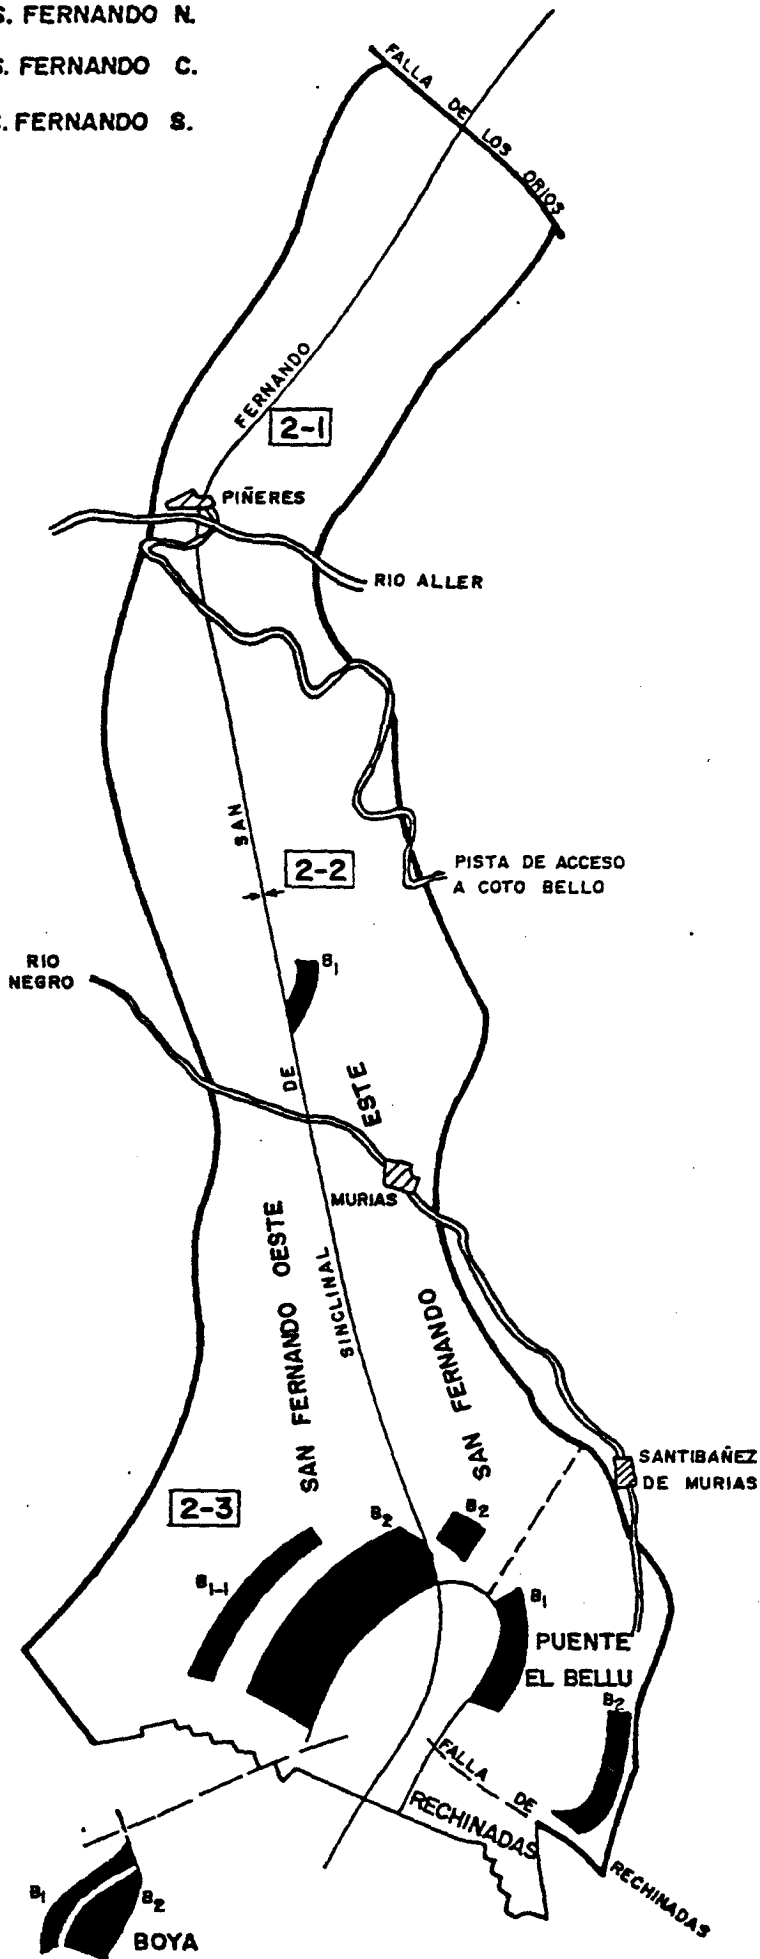 S. FERNANDO N.
S. FERNANDO C.
S. FERNANDO S.
FALLA DE LOS ORIOS
FERNANDO
2-1
PIÑERES
RIO ALLER
SAN
2-2
PISTA DE ACCESO
A COTO BELLO
RIO
NEGRO
B1
DE
ESTE
MURIAS
SAN FERNANDO OESTE
SINCLINAL
SAN FERNANDO
SANTIBAÑEZ
DE MURIAS
2-3
B2
B2
B1-1
B1
PUENTE
EL BELLU
B2
FALLA DE
RECHINADAS
RECHINADAS
B1
B2
BOYA